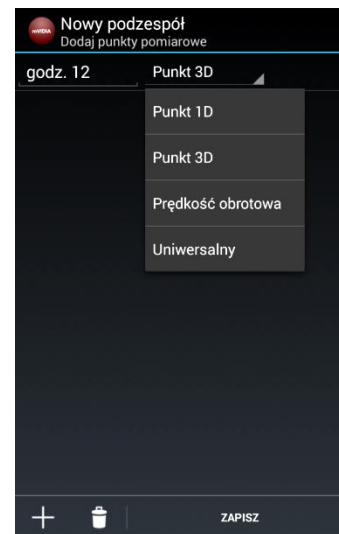 Nowy podzespół
Dodaj punkty pomiarowe
godz. 12 Punkt 3D
Punkt 1D
Punkt 3D
Prędkość obrotowa
Uniwersalny
ZAPISZ